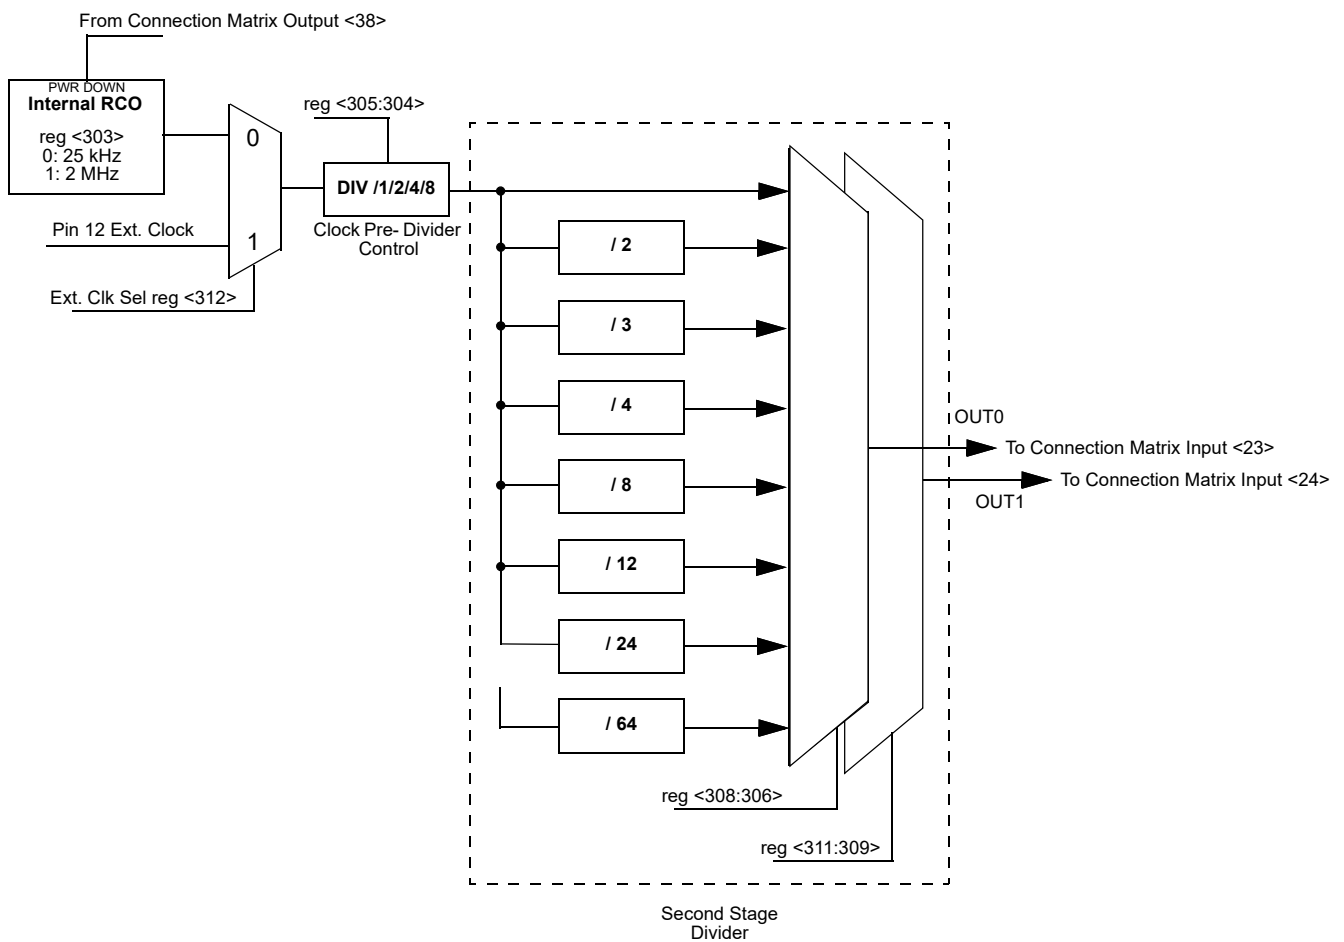 From Connection Matrix Output <38>
PWR DOWN
Internal RCO
reg <303>
0: 25 kHz
1: 2 MHz
0
1
Pin 12 Ext. Clock
Ext. Clk Sel reg <312>
reg <305:304>
DIV /1/2/4/8
Clock Pre- Divider
Control
/ 2
/ 3
/ 4
/ 8
/ 12
/ 24
/ 64
OUT0
To Connection Matrix Input <23>
To Connection Matrix Input <24>
OUT1
reg <308:306>
reg <311:309>
Second Stage
Divider